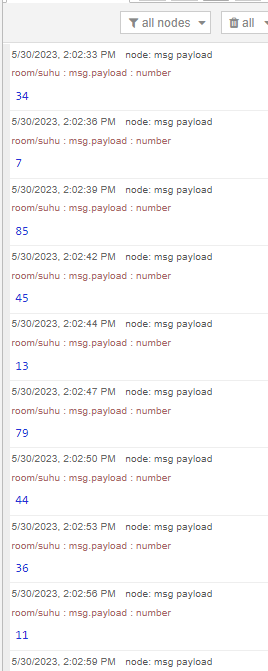 all nodes all
5/30/2023, 2:02:33 PM node: msg payload
room/suhu : msg.payload : number
34
5/30/2023, 2:02:36 PM node: msg payload
room/suhu : msg.payload : number
7
5/30/2023, 2:02:39 PM node: msg payload
room/suhu : msg.payload : number
85
5/30/2023, 2:02:42 PM node: msg payload
room/suhu : msg.payload : number
45
5/30/2023, 2:02:44 PM node: msg payload
room/suhu : msg.payload : number
13
5/30/2023, 2:02:47 PM node: msg payload
room/suhu : msg.payload : number
79
5/30/2023, 2:02:50 PM node: msg payload
room/suhu : msg.payload : number
44
5/30/2023, 2:02:53 PM node: msg payload
room/suhu : msg.payload : number
36
5/30/2023, 2:02:56 PM node: msg payload
room/suhu : msg.payload : number
11
5/30/2023, 2:02:59 PM node: msg payload